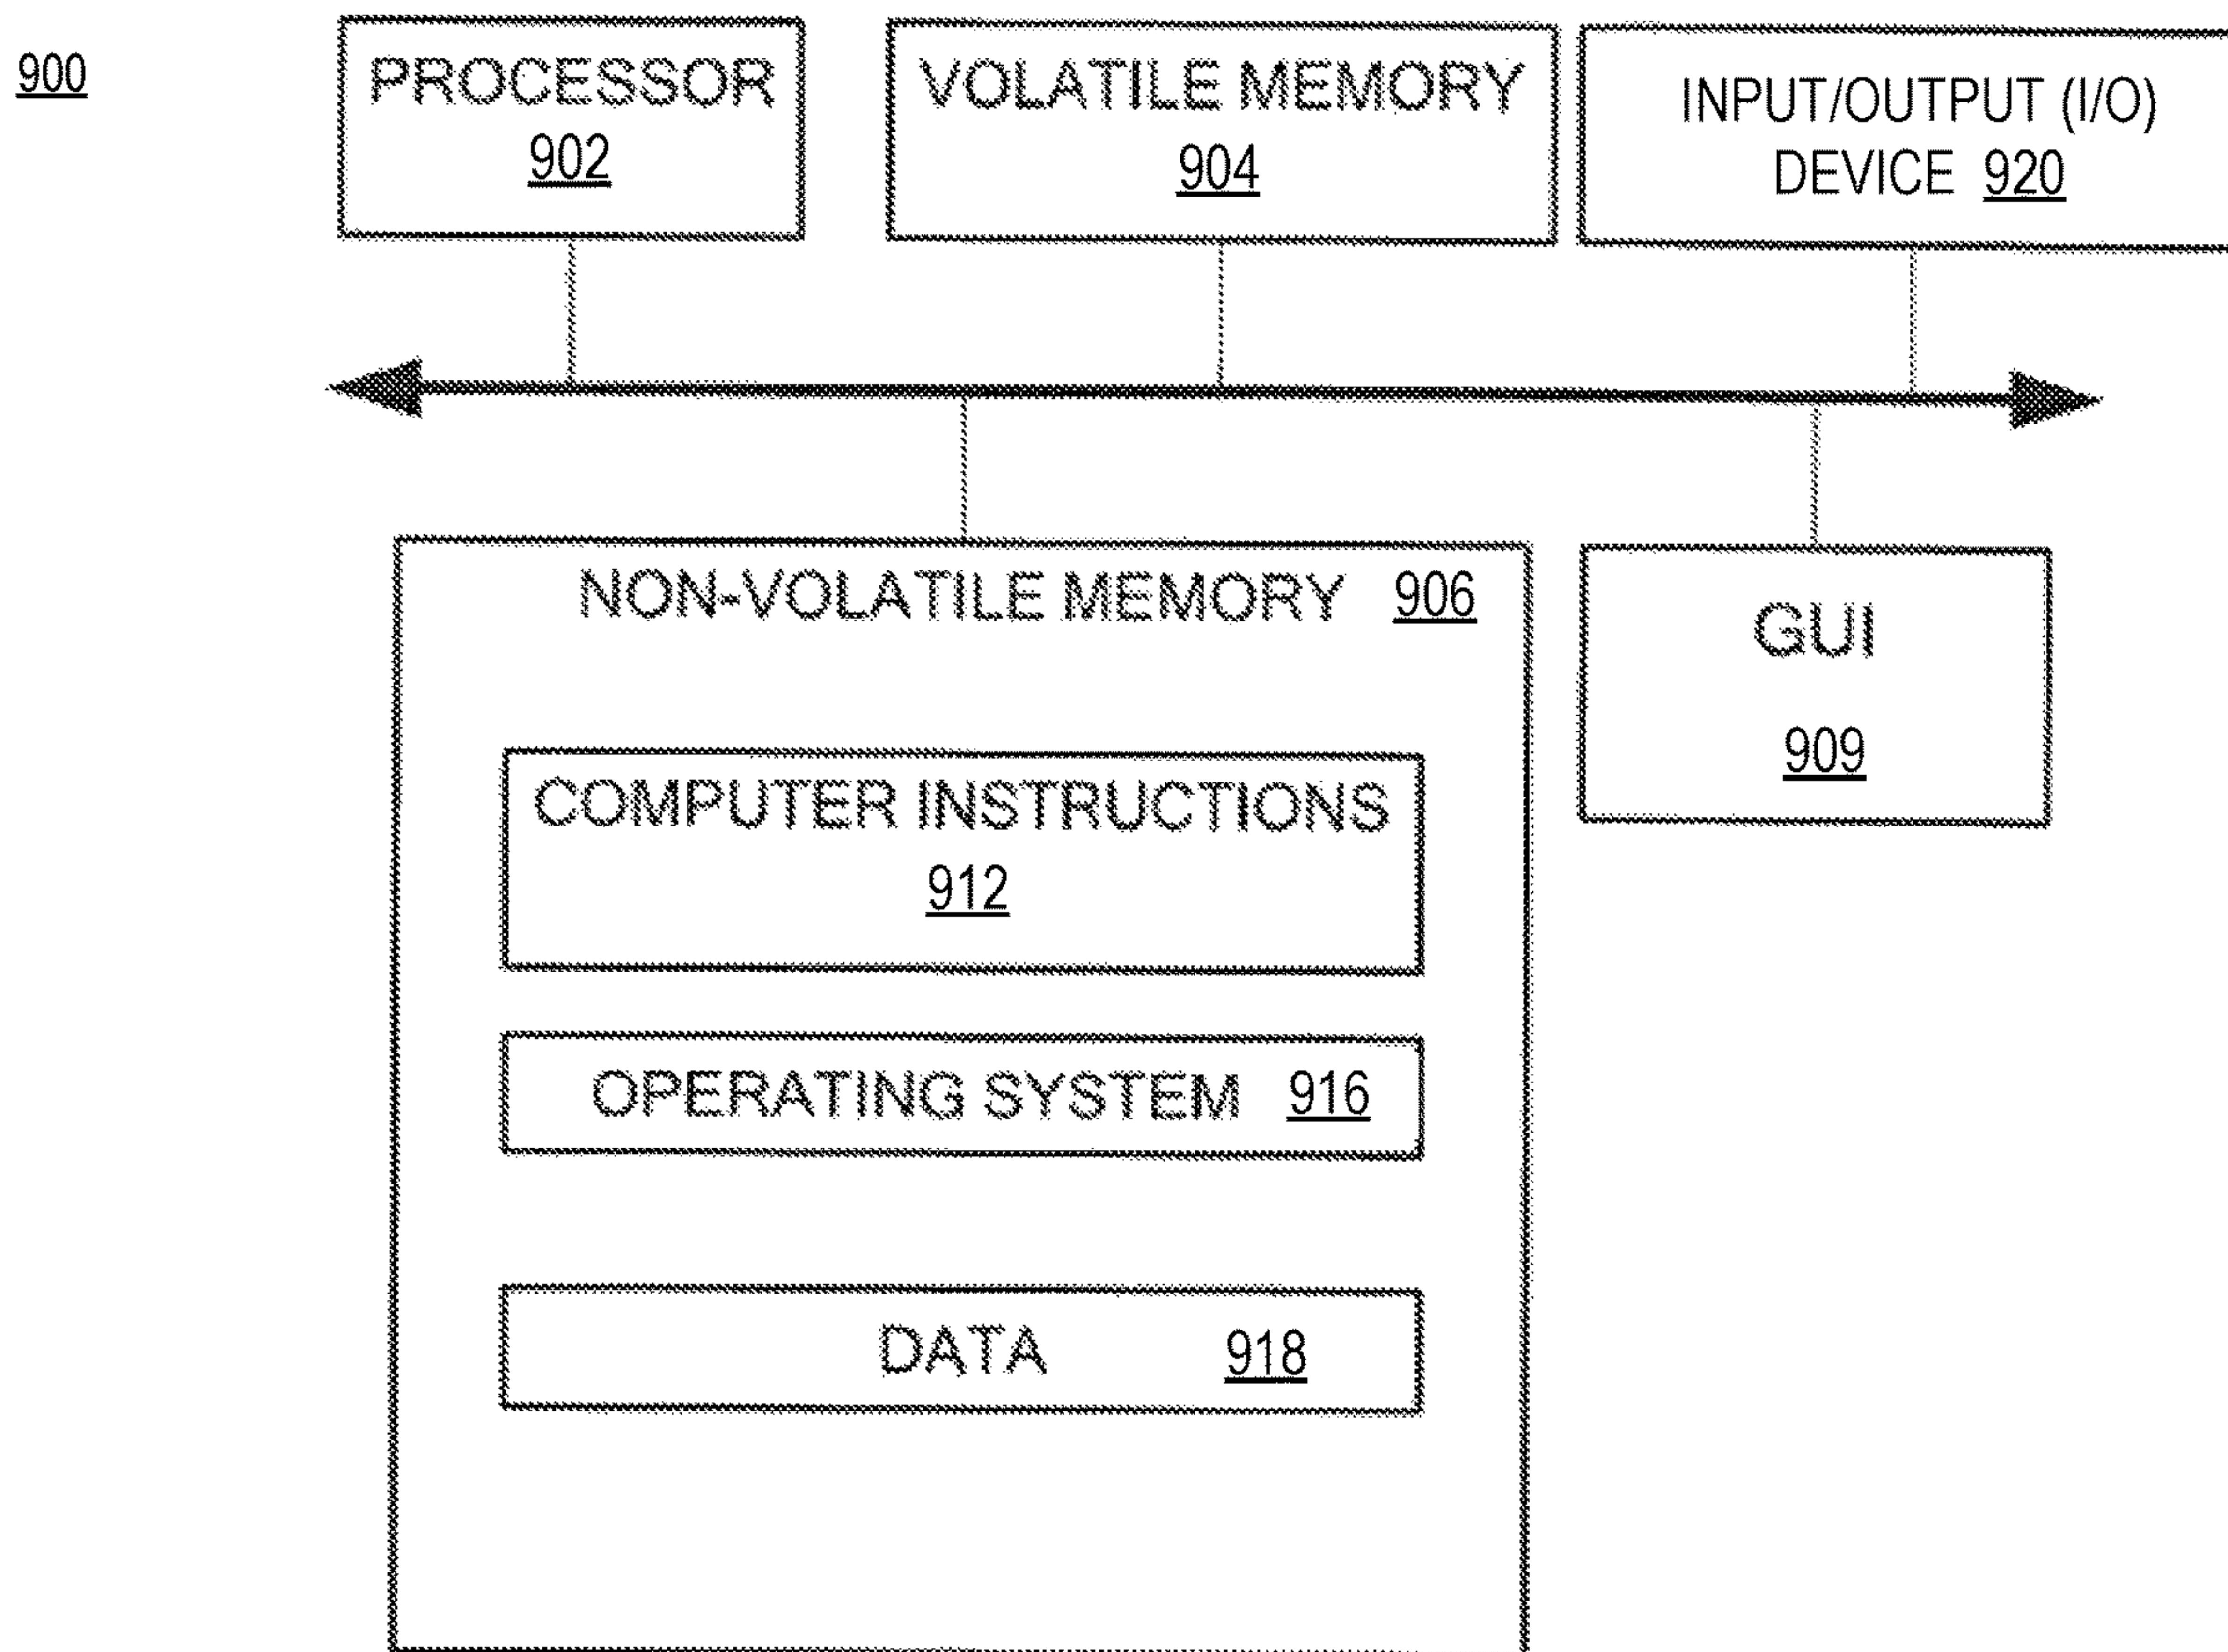 900
PROCESSOR
902
VOLATILE MEMORY
904
INPUT/OUTPUT (I/O)
DEVICE 920
NON-VOLATILE MEMORY 906
GUI
909
COMPUTER INSTRUCTIONS
912
OPERATING SYSTEM 916
DATA 918